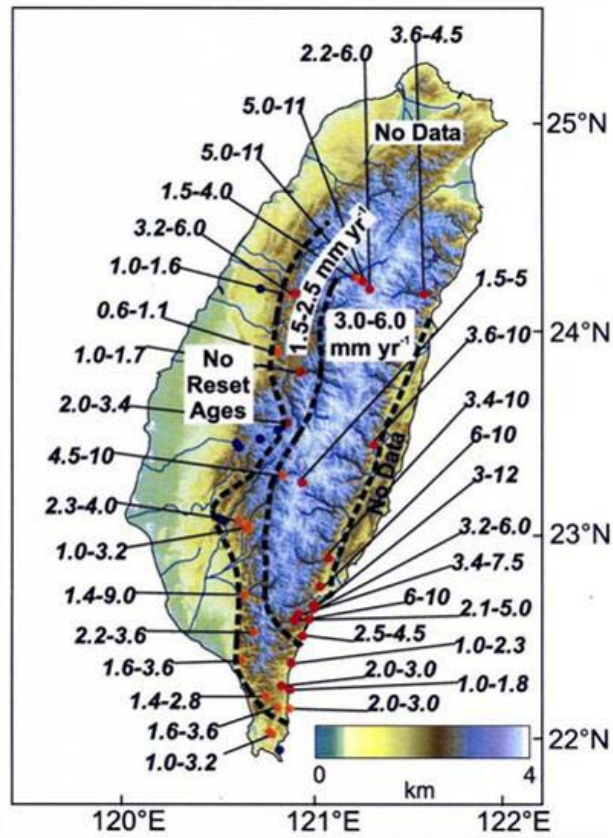 3.6-4.5
2.2-6.0
5.0-11
5.0-11
1.5-4.0
3.2-6.0
1.0-1.6
0.6-1.1
1.0-1.7
2.0-3.4
4.5-10
2.3-4.0
1.0-3.2
1.4-9.0
2.2-3.6
1.6-3.6
1.4-2.8
1.6-3.6
1.0-3.2
No Data
1.5-2.5 mm yr⁻¹
3.0-6.0
mm yr⁻¹
No
Reset
Ages
No Data
1.5-5
3.6-10
3.4-10
6-10
3-12
3.2-6.0
3.4-7.5
6-10
2.1-5.0
2.5-4.5
1.0-2.3
2.0-3.0
1.0-1.8
2.0-3.0
25°N
24°N
23°N
22°N
0
4
km
120°E
121°E
122°E